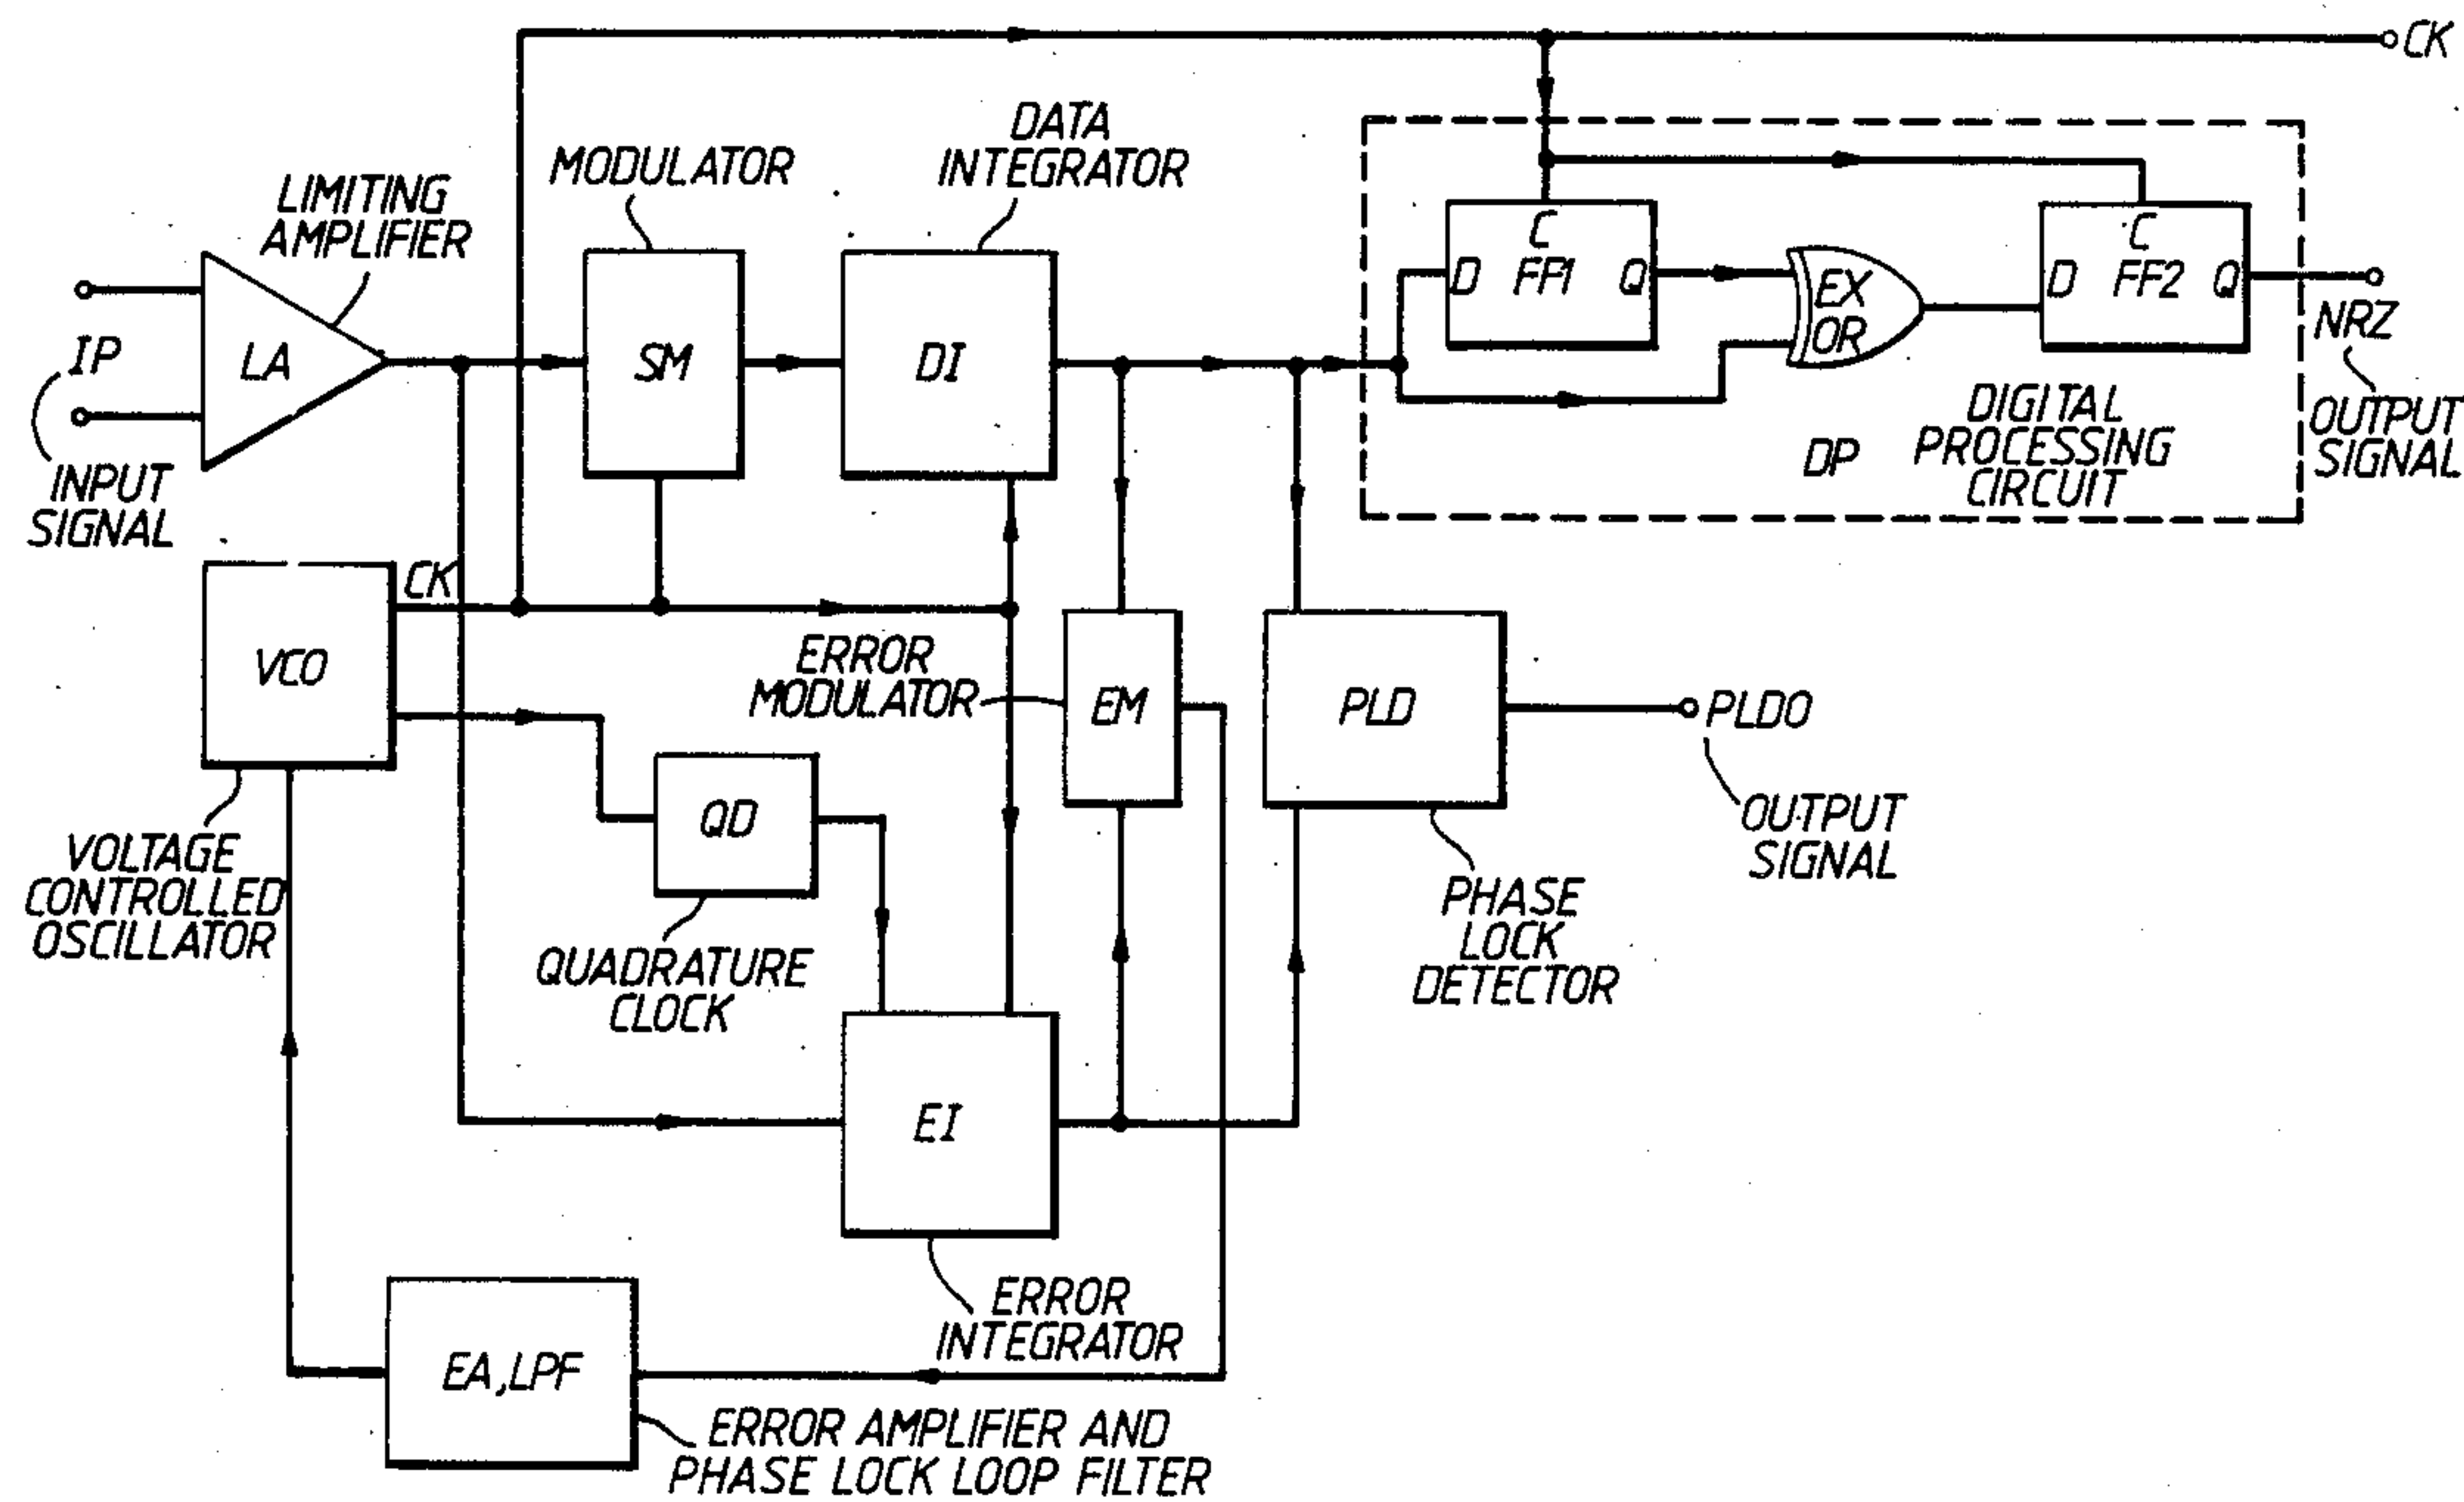 CK
DATA
INTEGRATOR
MODULATOR
LIMITING
AMPLIFIER
C
D FF1 Q
EX
OR
C
D FF2 Q
NRZ
OUTPUT
SIGNAL
IP
LA
SM
DI
DIGITAL
PROCESSING
CIRCUIT
DP
INPUT
SIGNAL
CK
VCO
ERROR
MODULATOR
EM
PLD
PLDO
OUTPUT
SIGNAL
QD
VOLTAGE
CONTROLLED
OSCILLATOR
QUADRATURE
CLOCK
PHASE
LOCK
DETECTOR
EI
ERROR
INTEGRATOR
EA,LPF
ERROR AMPLIFIER AND
PHASE LOCK LOOP FILTER